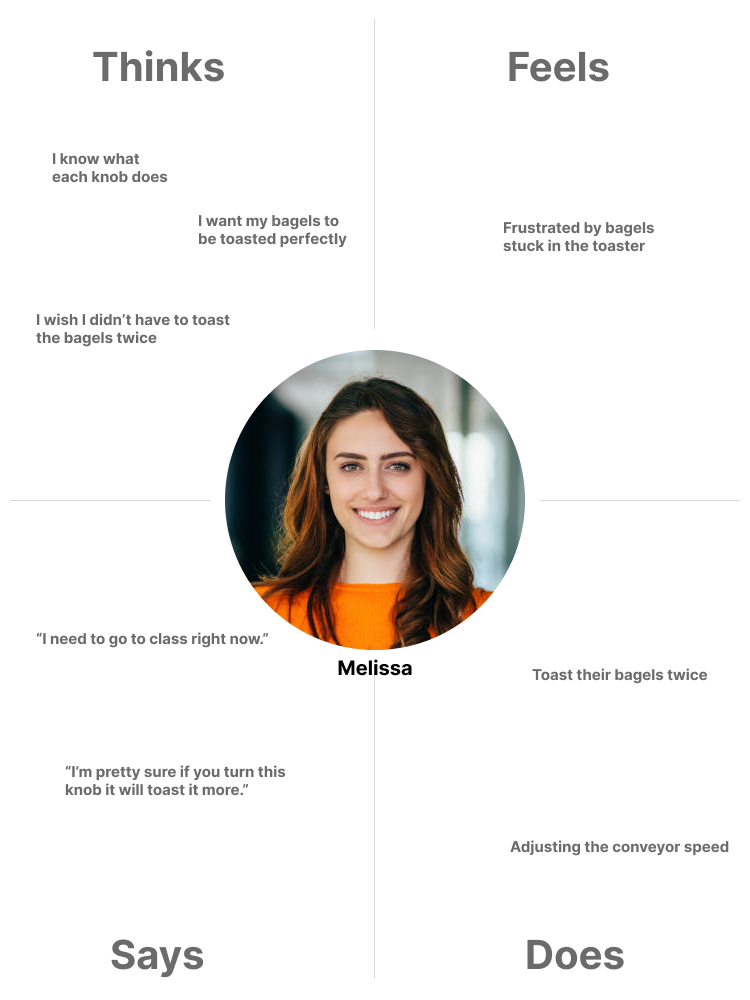 Thinks
Feels
I know what
each knob does
I want my bagels to
be toasted perfectly
Frustrated by bagels
stuck in the toaster
I wish I didn’t have to toast
the bagels twice
“I need to go to class right now.”
Melissa
Toast their bagels twice
“I’m pretty sure if you turn this
knob it will toast it more.”
Adjusting the conveyor speed
Says
Does